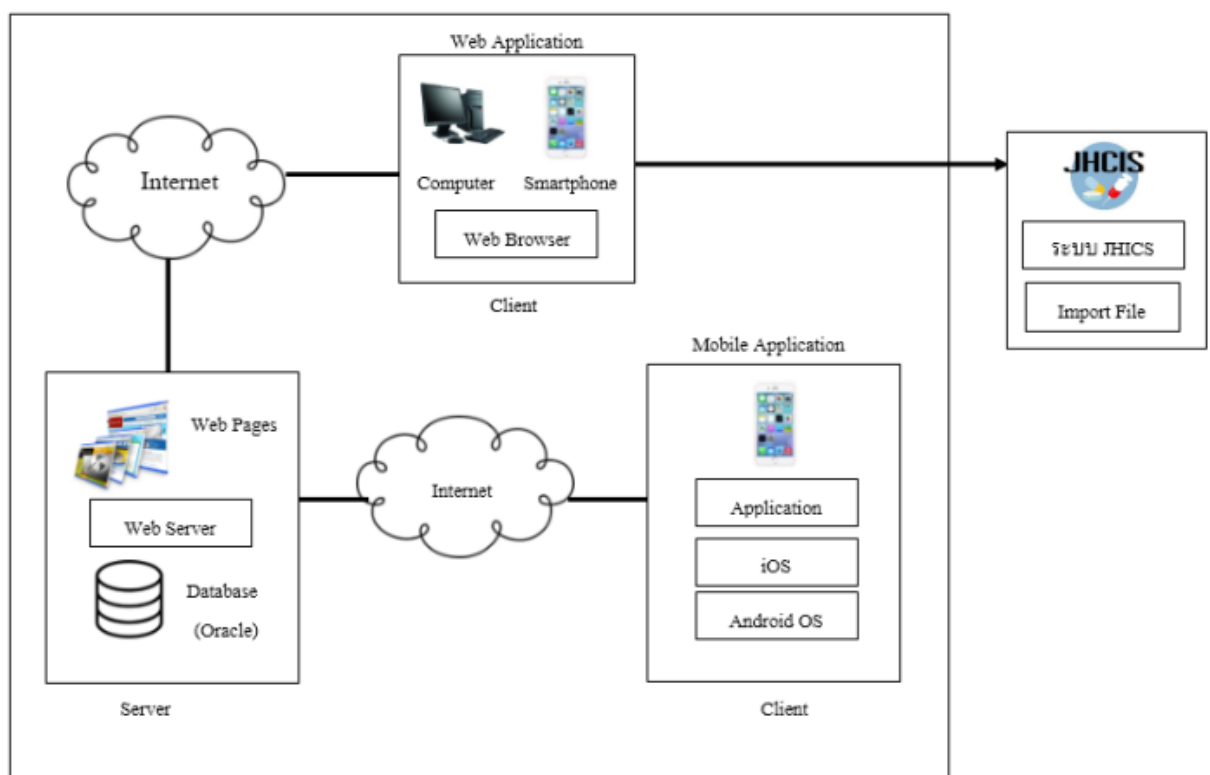 Web Application
Internet
Computer
Smartphone
Web Browser
Client
JHCIS
ระบบ JHICS
Import File
Mobile Application
Web Pages
Internet
Application
Web Server
iOS
Database
(Oracle)
Android OS
Server
Client